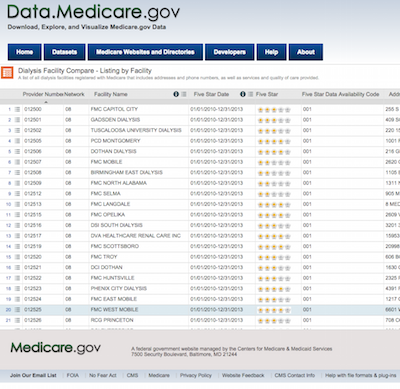 Data.Medicare.gov
Download, Explore, and Visualize Medicare.gov Data
Home Datasets Medicare Websites and Directories Developers Help About
Dialysis Facility Compare - Listing by Facility
A list of all dialysis facilities registered with Medicare that includes addresses and phone numbers, as well as services and quality of care provided.
Provider Number Network Facility Name Five Star Date Five Star Five Star Data Availability Code Addre
1 012500 08 FMC CAPITOL CITY 01/01/2010-12/31/2013 001 255 S
2 012501 08 GADSDEN DIALYSIS 01/01/2010-12/31/2013 001 409 S
3 012502 08 TUSCALOOSA UNIVERSITY DIALYSIS 01/01/2010-12/31/2013 001 220 1
4 012505 08 PCD MONTGOMERY 01/01/2010-12/31/2013 001 1001 F
5 012506 08 DOTHAN DIALYSIS 01/01/2010-12/31/2013 001 216 G
6 012507 08 FMC MOBILE 01/01/2010-12/31/2013 001 2620 C
7 012508 08 BIRMINGHAM EAST DIALYSIS 01/01/2010-12/31/2013 001 1105 E
8 012509 08 FMC NORTH ALABAMA 01/01/2010-12/31/2013 001 1311 N
9 012512 08 FMC SELMA 01/01/2010-12/31/2013 001 905 M
10 012513 08 FMC LANGDALE 01/01/2010-12/31/2013 001 8 MED
11 012515 08 FMC OPELIKA 01/01/2010-12/31/2013 001 2609 V
12 012516 08 DSI SOUTH DIALYSIS 01/01/2010-12/31/2013 001 3201 D
13 012517 08 DVA HEALTHCARE RENAL CARE INC 01/01/2010-12/31/2013 001 15953
14 012519 08 FMC SCOTTSBORO 01/01/2010-12/31/2013 001 20998
15 012520 08 FMC TROY 01/01/2010-12/31/2013 001 606 B
16 012521 08 DCI DOTHAN 01/01/2010-12/31/2013 001 1630
17 012522 08 FMC HUNTSVILLE 01/01/2010-12/31/2013 001 2325 P
18 012523 08 PHENIX CITY DIALYSIS 01/01/2010-12/31/2013 001 4391 R
19 012524 08 FMC EAST MOBILE 01/01/2010-12/31/2013 001 1217 G
20 012525 08 FMC WEST MOBILE 01/01/2010-12/31/2013 001 6601 V
21 012526 08 RCG PRINCETON 01/01/2010-12/31/2013 001 708 C
Medicare.gov
A federal government website managed by the Centers for Medicare & Medicaid Services
7500 Security Boulevard, Baltimore, MD 21244
Join Our Email List FOIA No Fear Act CMS Medicare Privacy Policy Website Feedback CMS Contact Info Help with file formats & plug-ins